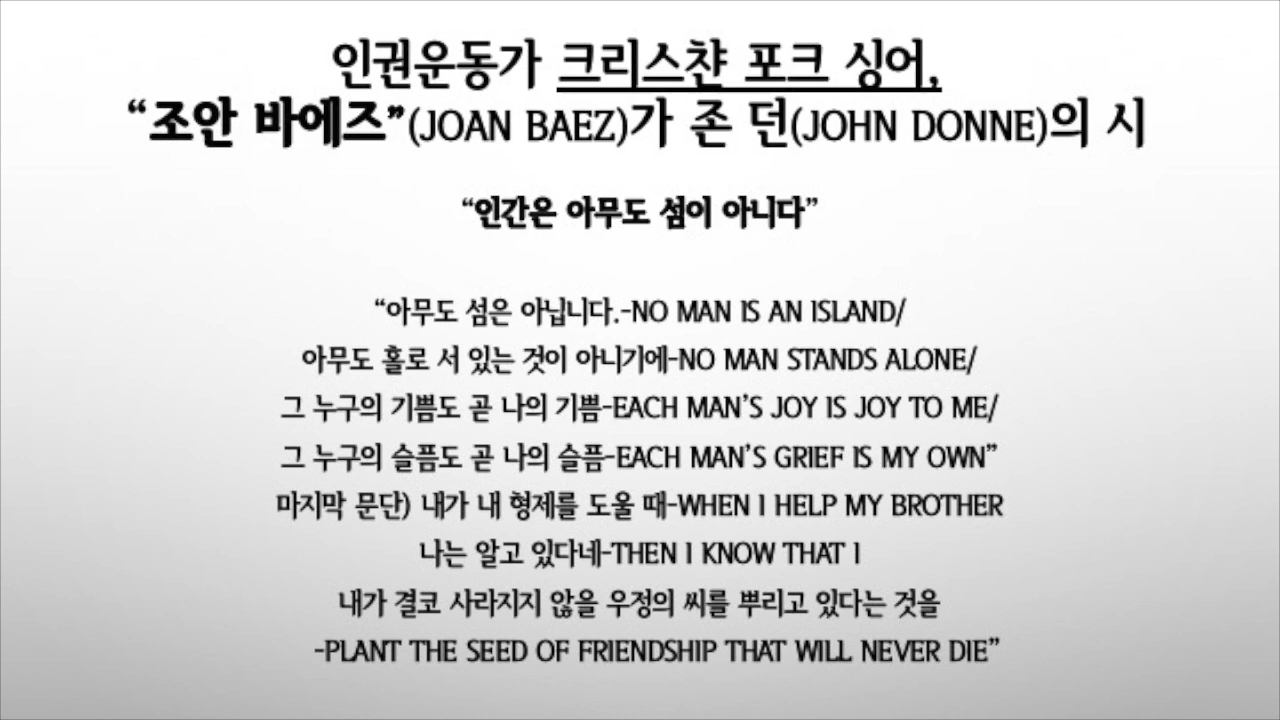 인권운동가 크리스챤 포크 싱어,
“조안 바에즈”(JOAN BAEZ)가 존 던(JOHN DONNE)의 시
“인간은 아무도 섬이 아니다”
“아무도 섬은 아닙니다.-NO MAN IS AN ISLAND/
아무도 홀로 서 있는 것이 아니기에-NO MAN STANDS ALONE/
그 누구의 기쁨도 곧 나의 기쁨-EACH MAN’S JOY IS JOY TO ME/
그 누구의 슬픔도 곧 나의 슬픔-EACH MAN’S GRIEF IS MY OWN”
마지막 문단) 내가 내 형제를 도울 때-WHEN I HELP MY BROTHER
나는 알고 있다네-THEN I KNOW THAT I
내가 결코 사라지지 않을 우정의 씨를 뿌리고 있다는 것을
-PLANT THE SEED OF FRIENDSHIP THAT WILL NEVER DIE”